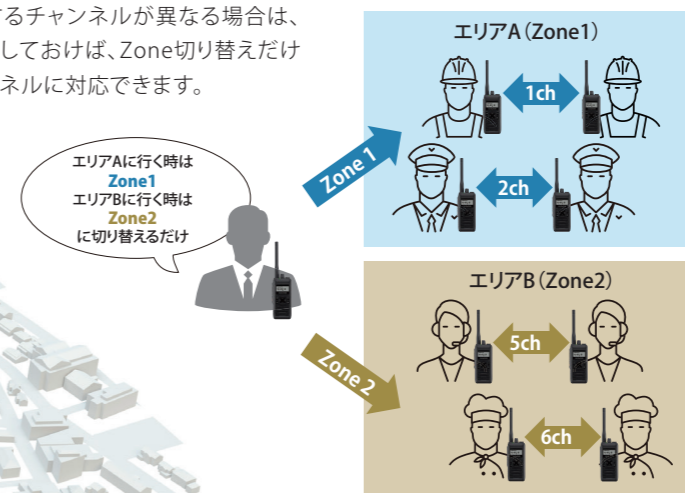 するチャンネルが異なる場合は、
しておけば、Zone切り替えだけ
ネルに対応できます。
エリアAに行く時は
Zone1
エリアBに行く時は
Zone2
に切り替えるだけ
Zone 1
エリアA（Zone1）
1ch
2ch
Zone 2
エリアB（Zone2）
5ch
6ch